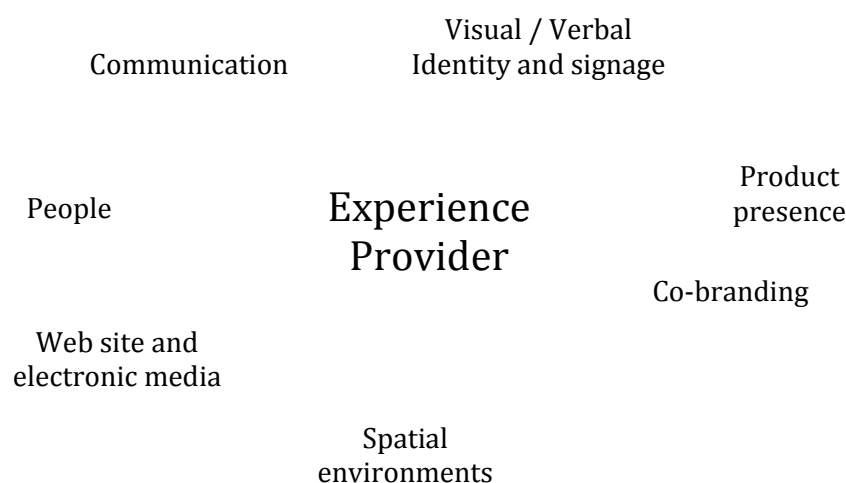 Visual / Verbal
Communication
Identity and signage
Product
presence
People
Experience
Provider
Co-branding
Web site and
electronic media
Spatial
environments